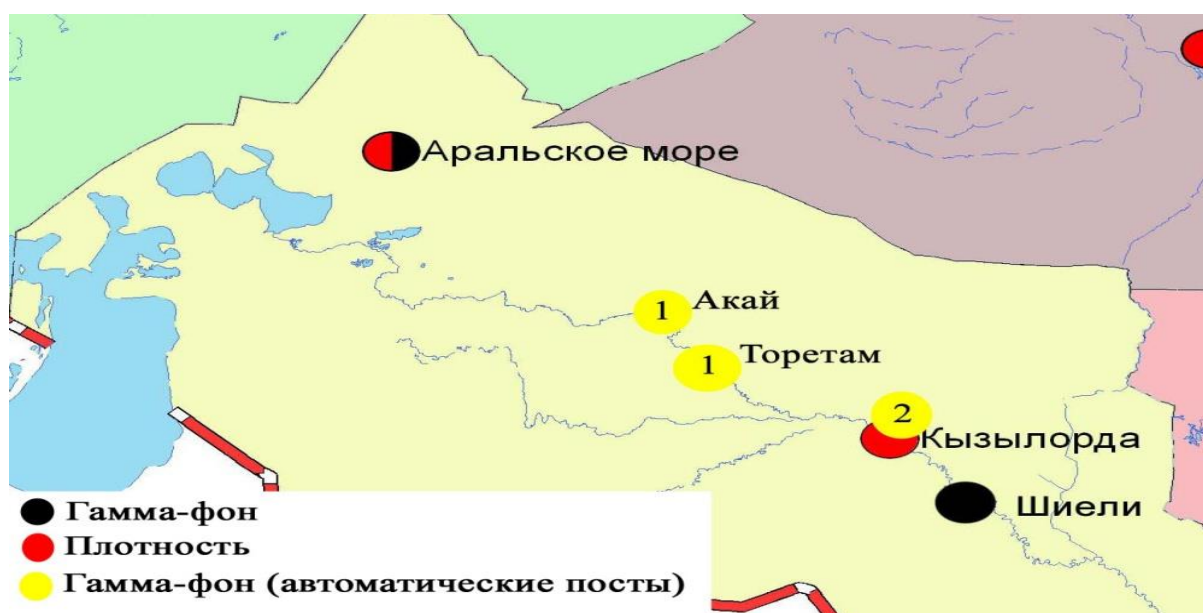 Аральское море
1 Акай
1 Торетам
2
Кызылорда
Шиели
Гамма-фон
Плотность
Гамма-фон (автоматические посты)